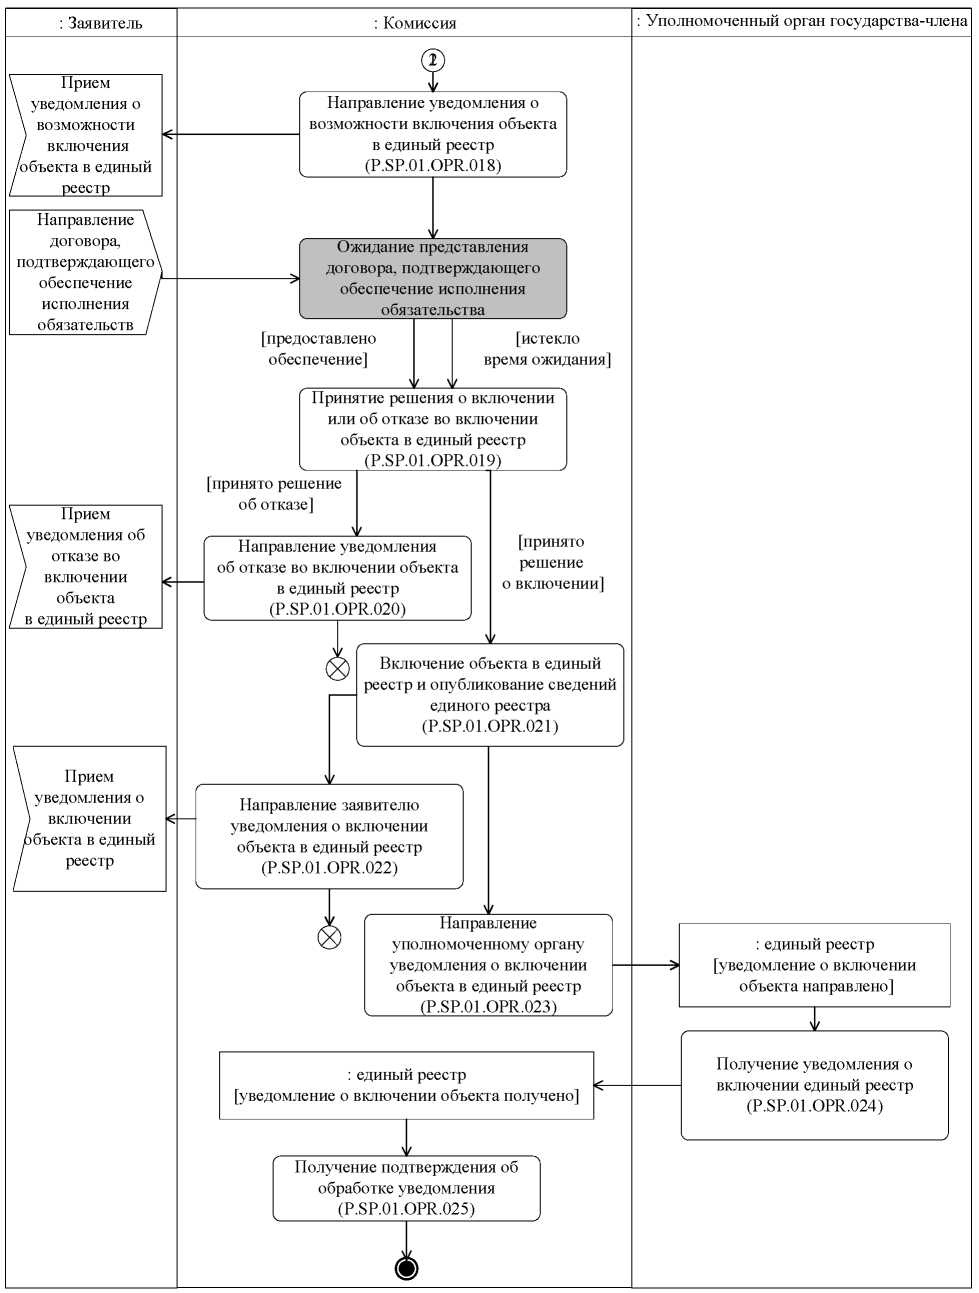 : Заявитель
: Комиссия
: Уполномоченный орган государства-члена
Направление уведомления о
возможности включения объекта
в единый реестр
(P.SP.01.OPR.018)
Прием
уведомления о
возможности
включения
объекта в единый
реестр
Направление
договора,
подтверждающего
обеспечение
исполнения
обязательств
Ожидание представления
договора, подтверждающего
обеспечение исполнения
обязательства
[предоставлено
обеспечение]
[истекло
время ожидания]
Принятие решения о включении
или об отказе во включении
объекта в единый реестр
(P.SP.01.OPR.019)
[принято решение
об отказе]
[принято
решение
о включении]
Направление уведомления
об отказе во включении объекта
в единый реестр
(P.SP.01.OPR.020)
Прием
уведомления об
отказе во
включении
объекта
в единый реестр
Включение объекта в единый
реестр и опубликование сведений
единого реестра
(P.SP.01.OPR.021)
Прием
уведомления о
включении
объекта в единый
реестр
Направление заявителю
уведомления о включении
объекта в единый реестр
(P.SP.01.OPR.022)
Направление
уполномоченному органу
уведомления о включении
объекта в единый реестр
(P.SP.01.OPR.023)
: единый реестр
[уведомление о включении
объекта направлено]
Получение уведомления о
включении единый реестр
(P.SP.01.OPR.024)
: единый реестр
[уведомление о включении объекта получено]
Получение подтверждения об
обработке уведомления
(P.SP.01.OPR.025)